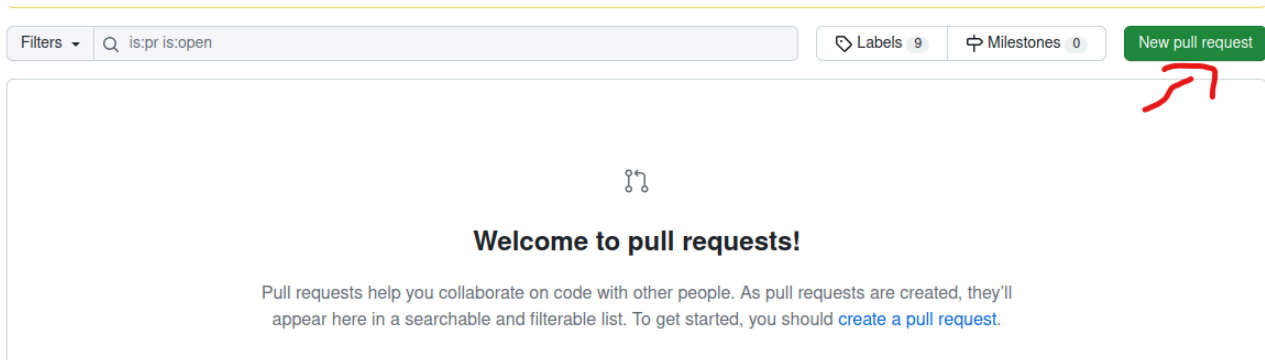 Filters is:pr is:open Labels 9 Milestones 0 New pull request
Welcome to pull requests!
Pull requests help you collaborate on code with other people. As pull requests are created, they’ll
appear here in a searchable and filterable list. To get started, you should create a pull request.